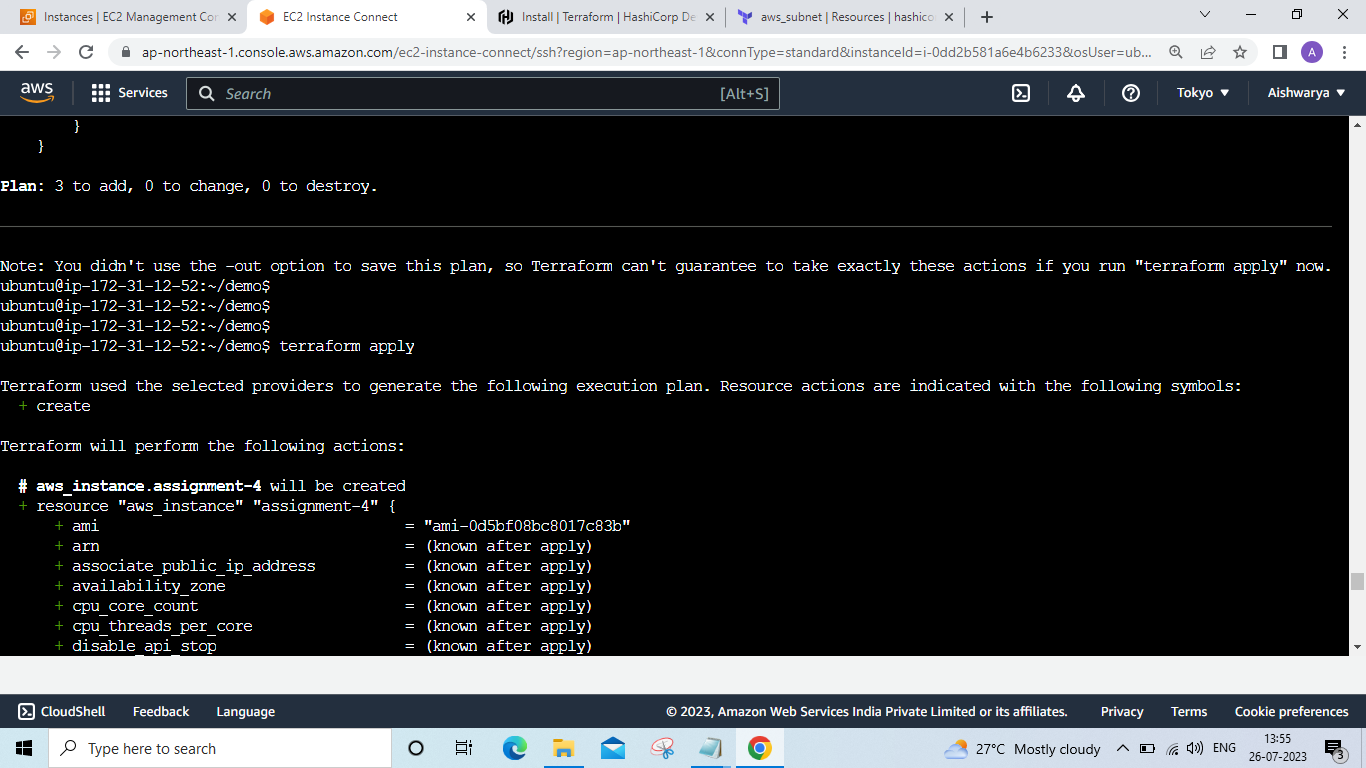 Instances | EC2 Management Con
EC2 Instance Connect
Install | Terraform | HashiCorp De
aws_subnet | Resources | hashico
ap-northeast-1.console.aws.amazon.com/ec2-instance-connect/ssh?region=ap-northeast-1&connType=standard&instanceId=i-0dd2b581a6e4b6233&osUser=ub...
A
aws
Services
Search
[Alt+S]
Tokyo
Aishwarya
}
}
Plan: 3 to add, 0 to change, 0 to destroy.
Note: You didn't use the -out option to save this plan, so Terraform can't guarantee to take exactly these actions if you run "terraform apply" now.
ubuntu@ip-172-31-12-52:~/demo$
ubuntu@ip-172-31-12-52:~/demo$
ubuntu@ip-172-31-12-52:~/demo$
ubuntu@ip-172-31-12-52:~/demo$ terraform apply
Terraform used the selected providers to generate the following execution plan. Resource actions are indicated with the following symbols:
+ create
Terraform will perform the following actions:
# aws_instance.assignment-4 will be created
+ resource "aws_instance" "assignment-4" {
+ ami = "ami-0d5bf08bc8017c83b"
+ arn = (known after apply)
+ associate_public_ip_address = (known after apply)
+ availability_zone = (known after apply)
+ cpu_core_count = (known after apply)
+ cpu_threads_per_core = (known after apply)
+ disable_api_stop = (known after apply)
CloudShell
Feedback
Language
© 2023, Amazon Web Services India Private Limited or its affiliates.
Privacy
Terms
Cookie preferences
Type here to search
27°C Mostly cloudy
ENG
13:55
26-07-2023
3